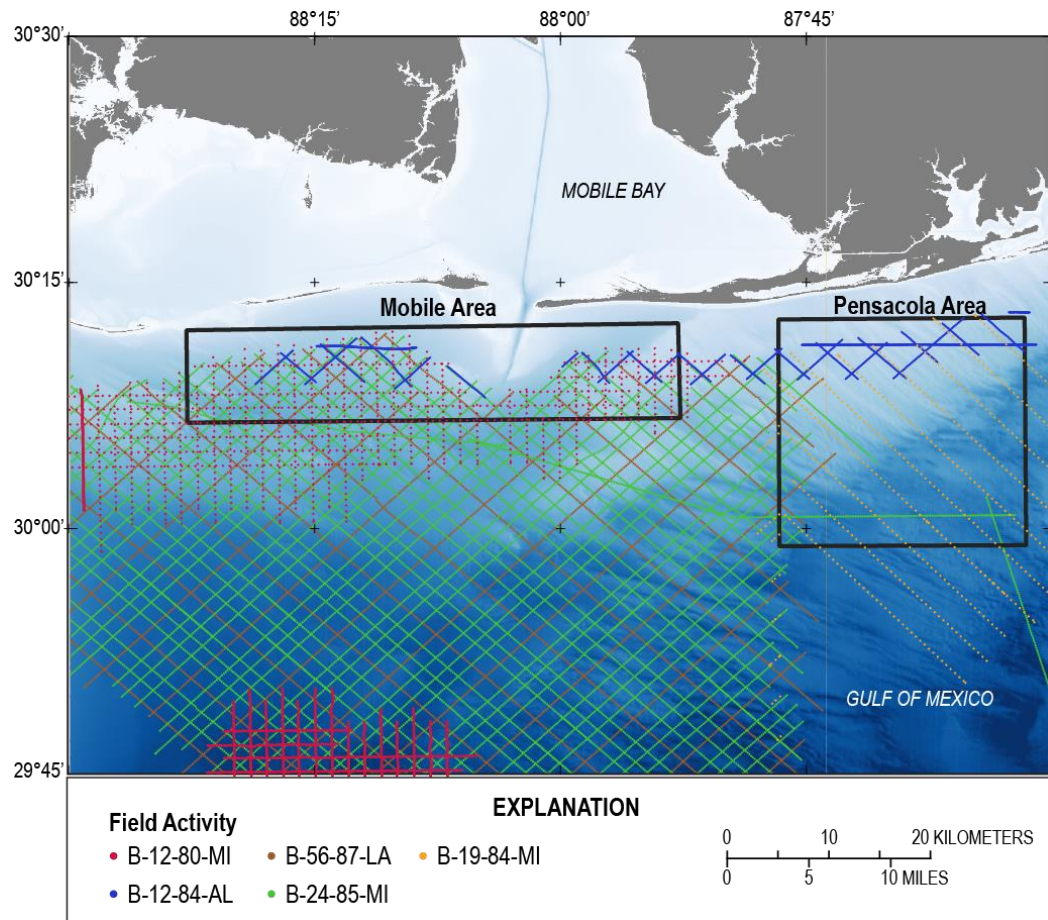 88°15' 88°00' 87°45'
30°30'
MOBILE BAY
30°15'
Mobile Area Pensacola Area
30°00'
GULF OF MEXICO
29°45'
EXPLANATION
Field Activity
B-12-80-MI B-56-87-LA B-19-84-MI
B-12-84-AL B-24-85-MI
0 10 20 KILOMETERS
0 5 10 MILES